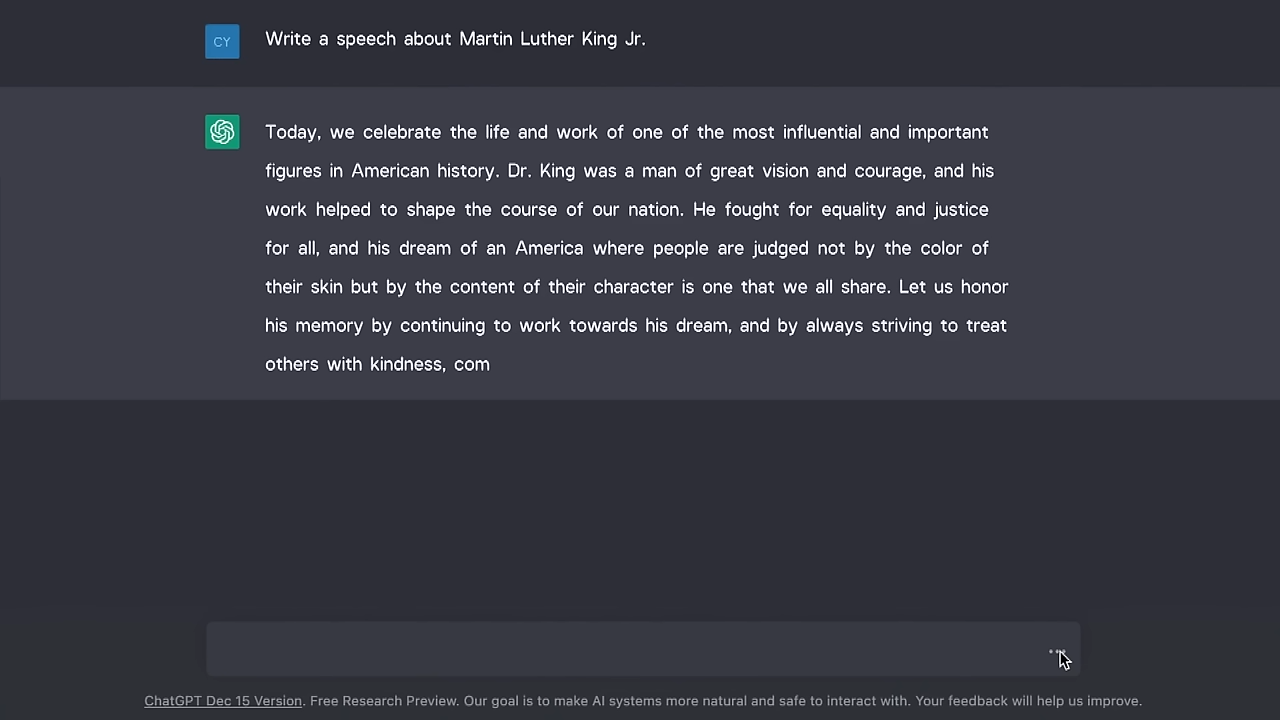 CY
Write a speech about Martin Luther King Jr.
Today, we celebrate the life and work of one of the most influential and important
figures in American history. Dr. King was a man of great vision and courage, and his
work helped to shape the course of our nation. He fought for equality and justice
for all, and his dream of an America where people are judged not by the color of
their skin but by the content of their character is one that we all share. Let us honor
his memory by continuing to work towards his dream, and by always striving to treat
others with kindness, com
ChatGPT Dec 15 Version. Free Research Preview. Our goal is to make AI systems more natural and safe to interact with. Your feedback will help us improve.